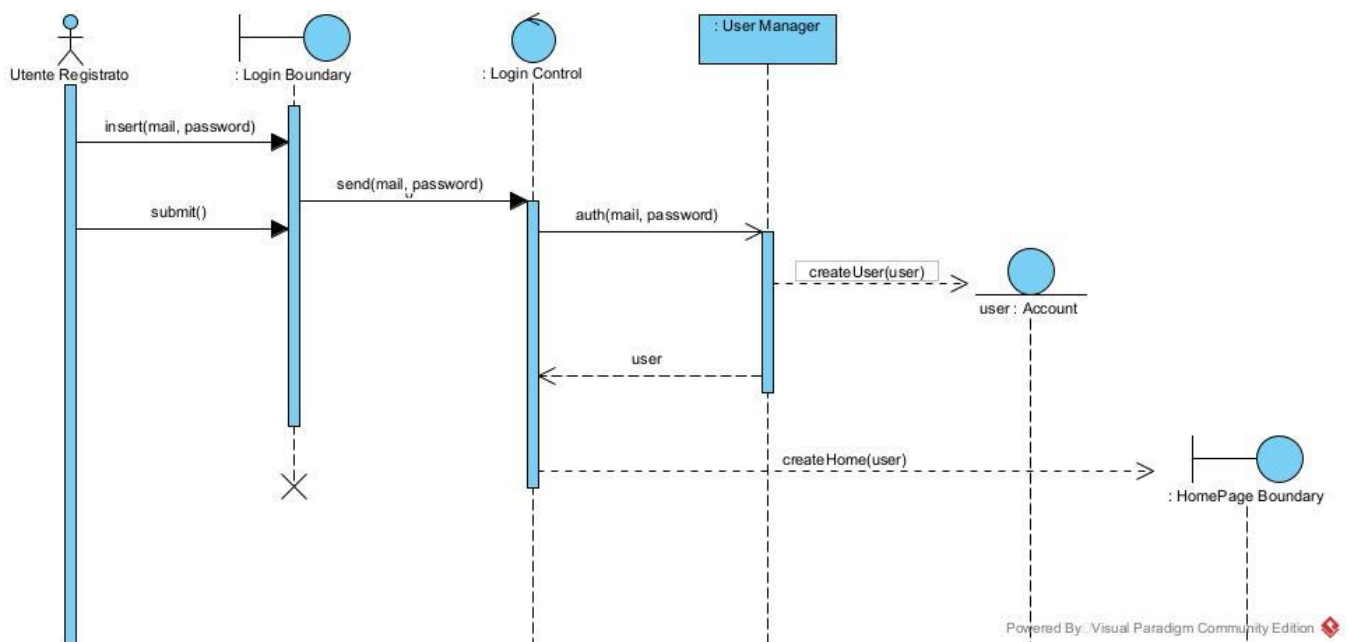 : User Manager
Utente Registrato
: Login Boundary
: Login Control
insert(mail, password)
send(mail, password)
submit()
auth(mail, password)
createUser(user)
user : Account
user
createHome(user)
: HomePage Boundary
Powered By Visual Paradigm Community Edition